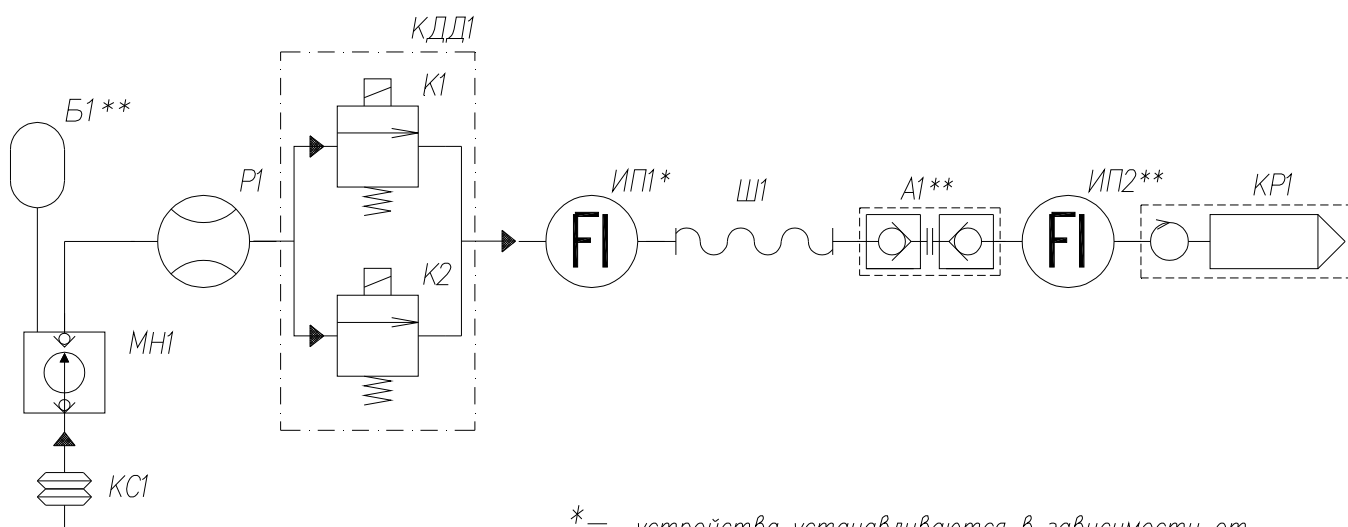 КДД1
К1
Б1**
Р1
ИП1*
Ш1
А1**
ИП2**
КР1
FI
FI
К2
МН1
КС1
*— устройства устанавливаются в зависимости от